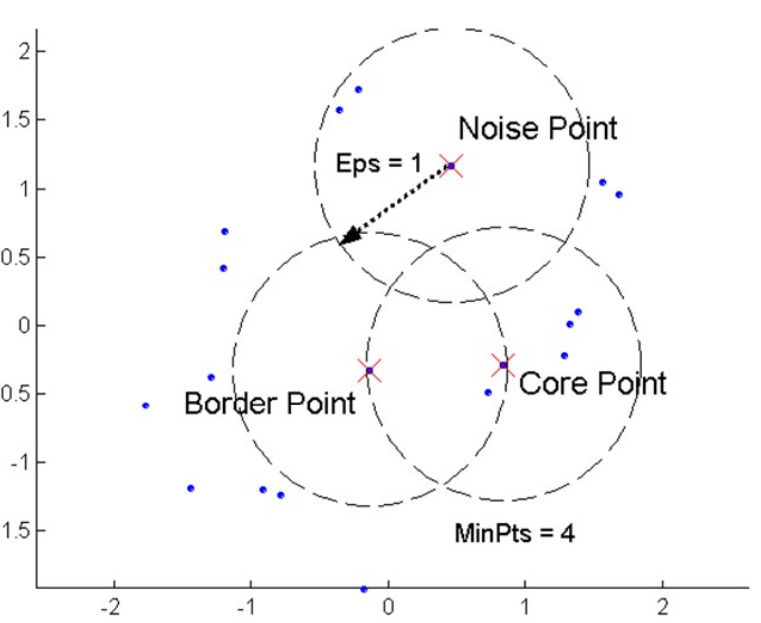 2
1.5
Noise Point
Eps = 1
1
0.5
0
0.5
Core Point
Border Point
-1
1.5
MinPts = 4
-2 -1 0 1 2